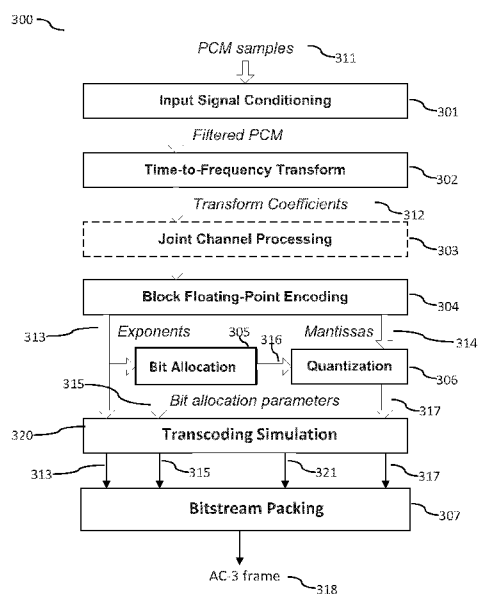 300
PCM samples 311
Input Signal Conditioning 301
Filtered PCM
Time-to-Frequency Transform 302
Transform Coefficients 312
Joint Channel Processing 303
Block Floating-Point Encoding 304
313 Exponents 305 316 Mantissas 314
Bit Allocation Quantization 306
315 Bit allocation parameters 317
320 Transcoding Simulation
313 315 321 317
Bitstream Packing 307
AC-3 frame 318